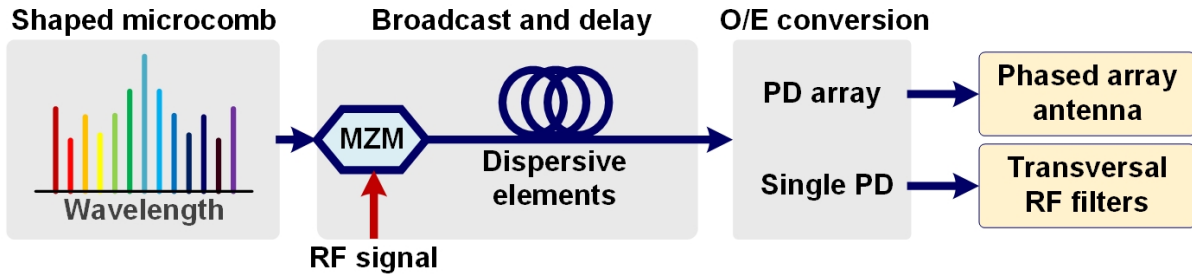 Shaped microcomb
Broadcast and delay
O/E conversion
Wavelength
MZM
RF signal
Dispersive
elements
PD array
Single PD
Phased array
antenna
Transversal
RF filters